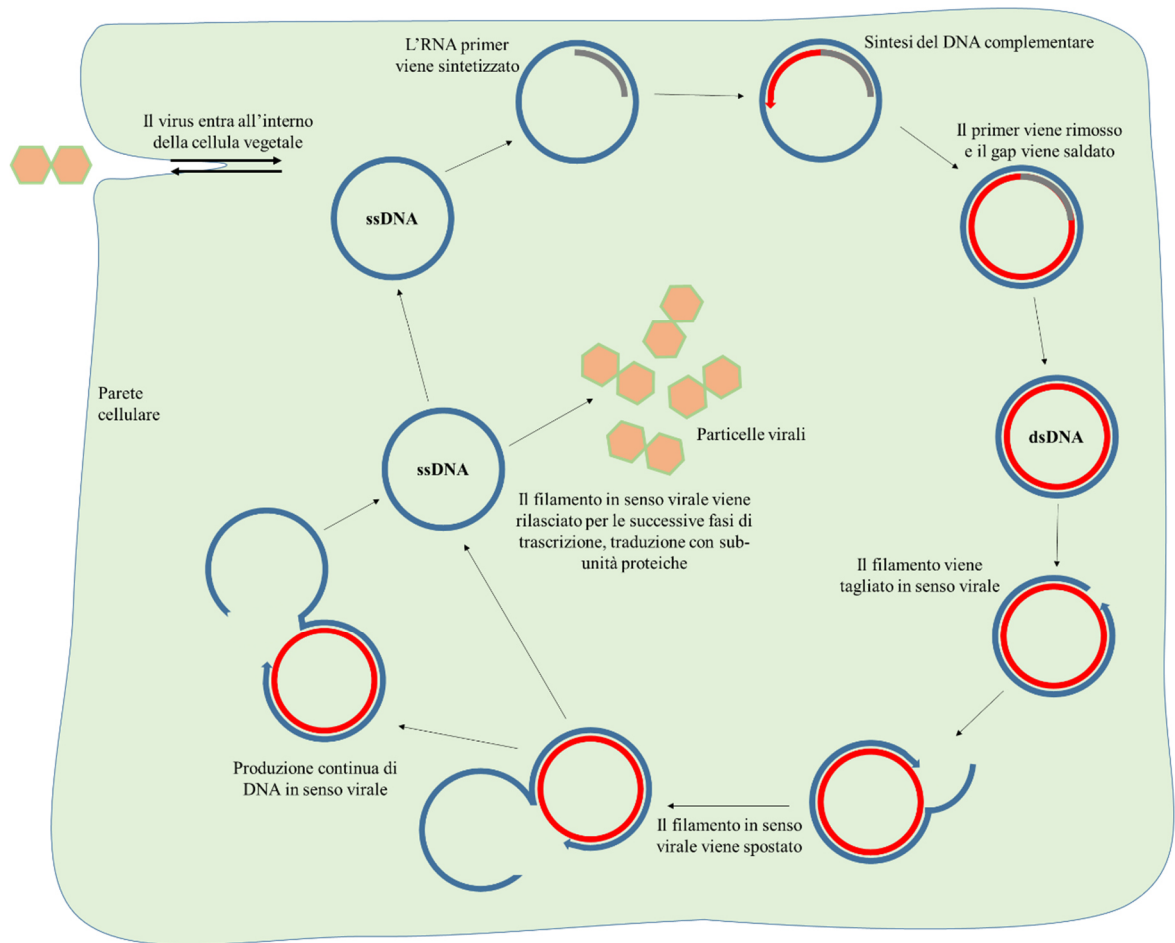 L’RNA primer
viene sintetizzato
Sintesi del DNA complementare
Il virus entra all’interno
della cellula vegetale
Il primer viene rimosso
e il gap viene saldato
ssDNA
Parete
cellulare
Particelle virali
dsDNA
ssDNA
Il filamento in senso virale viene
rilasciato per le successive fasi di
trascrizione, traduzione con sub-
unità proteiche
Il filamento viene
tagliato in senso virale
Produzione continua di
DNA in senso virale
Il filamento in senso
virale viene spostato